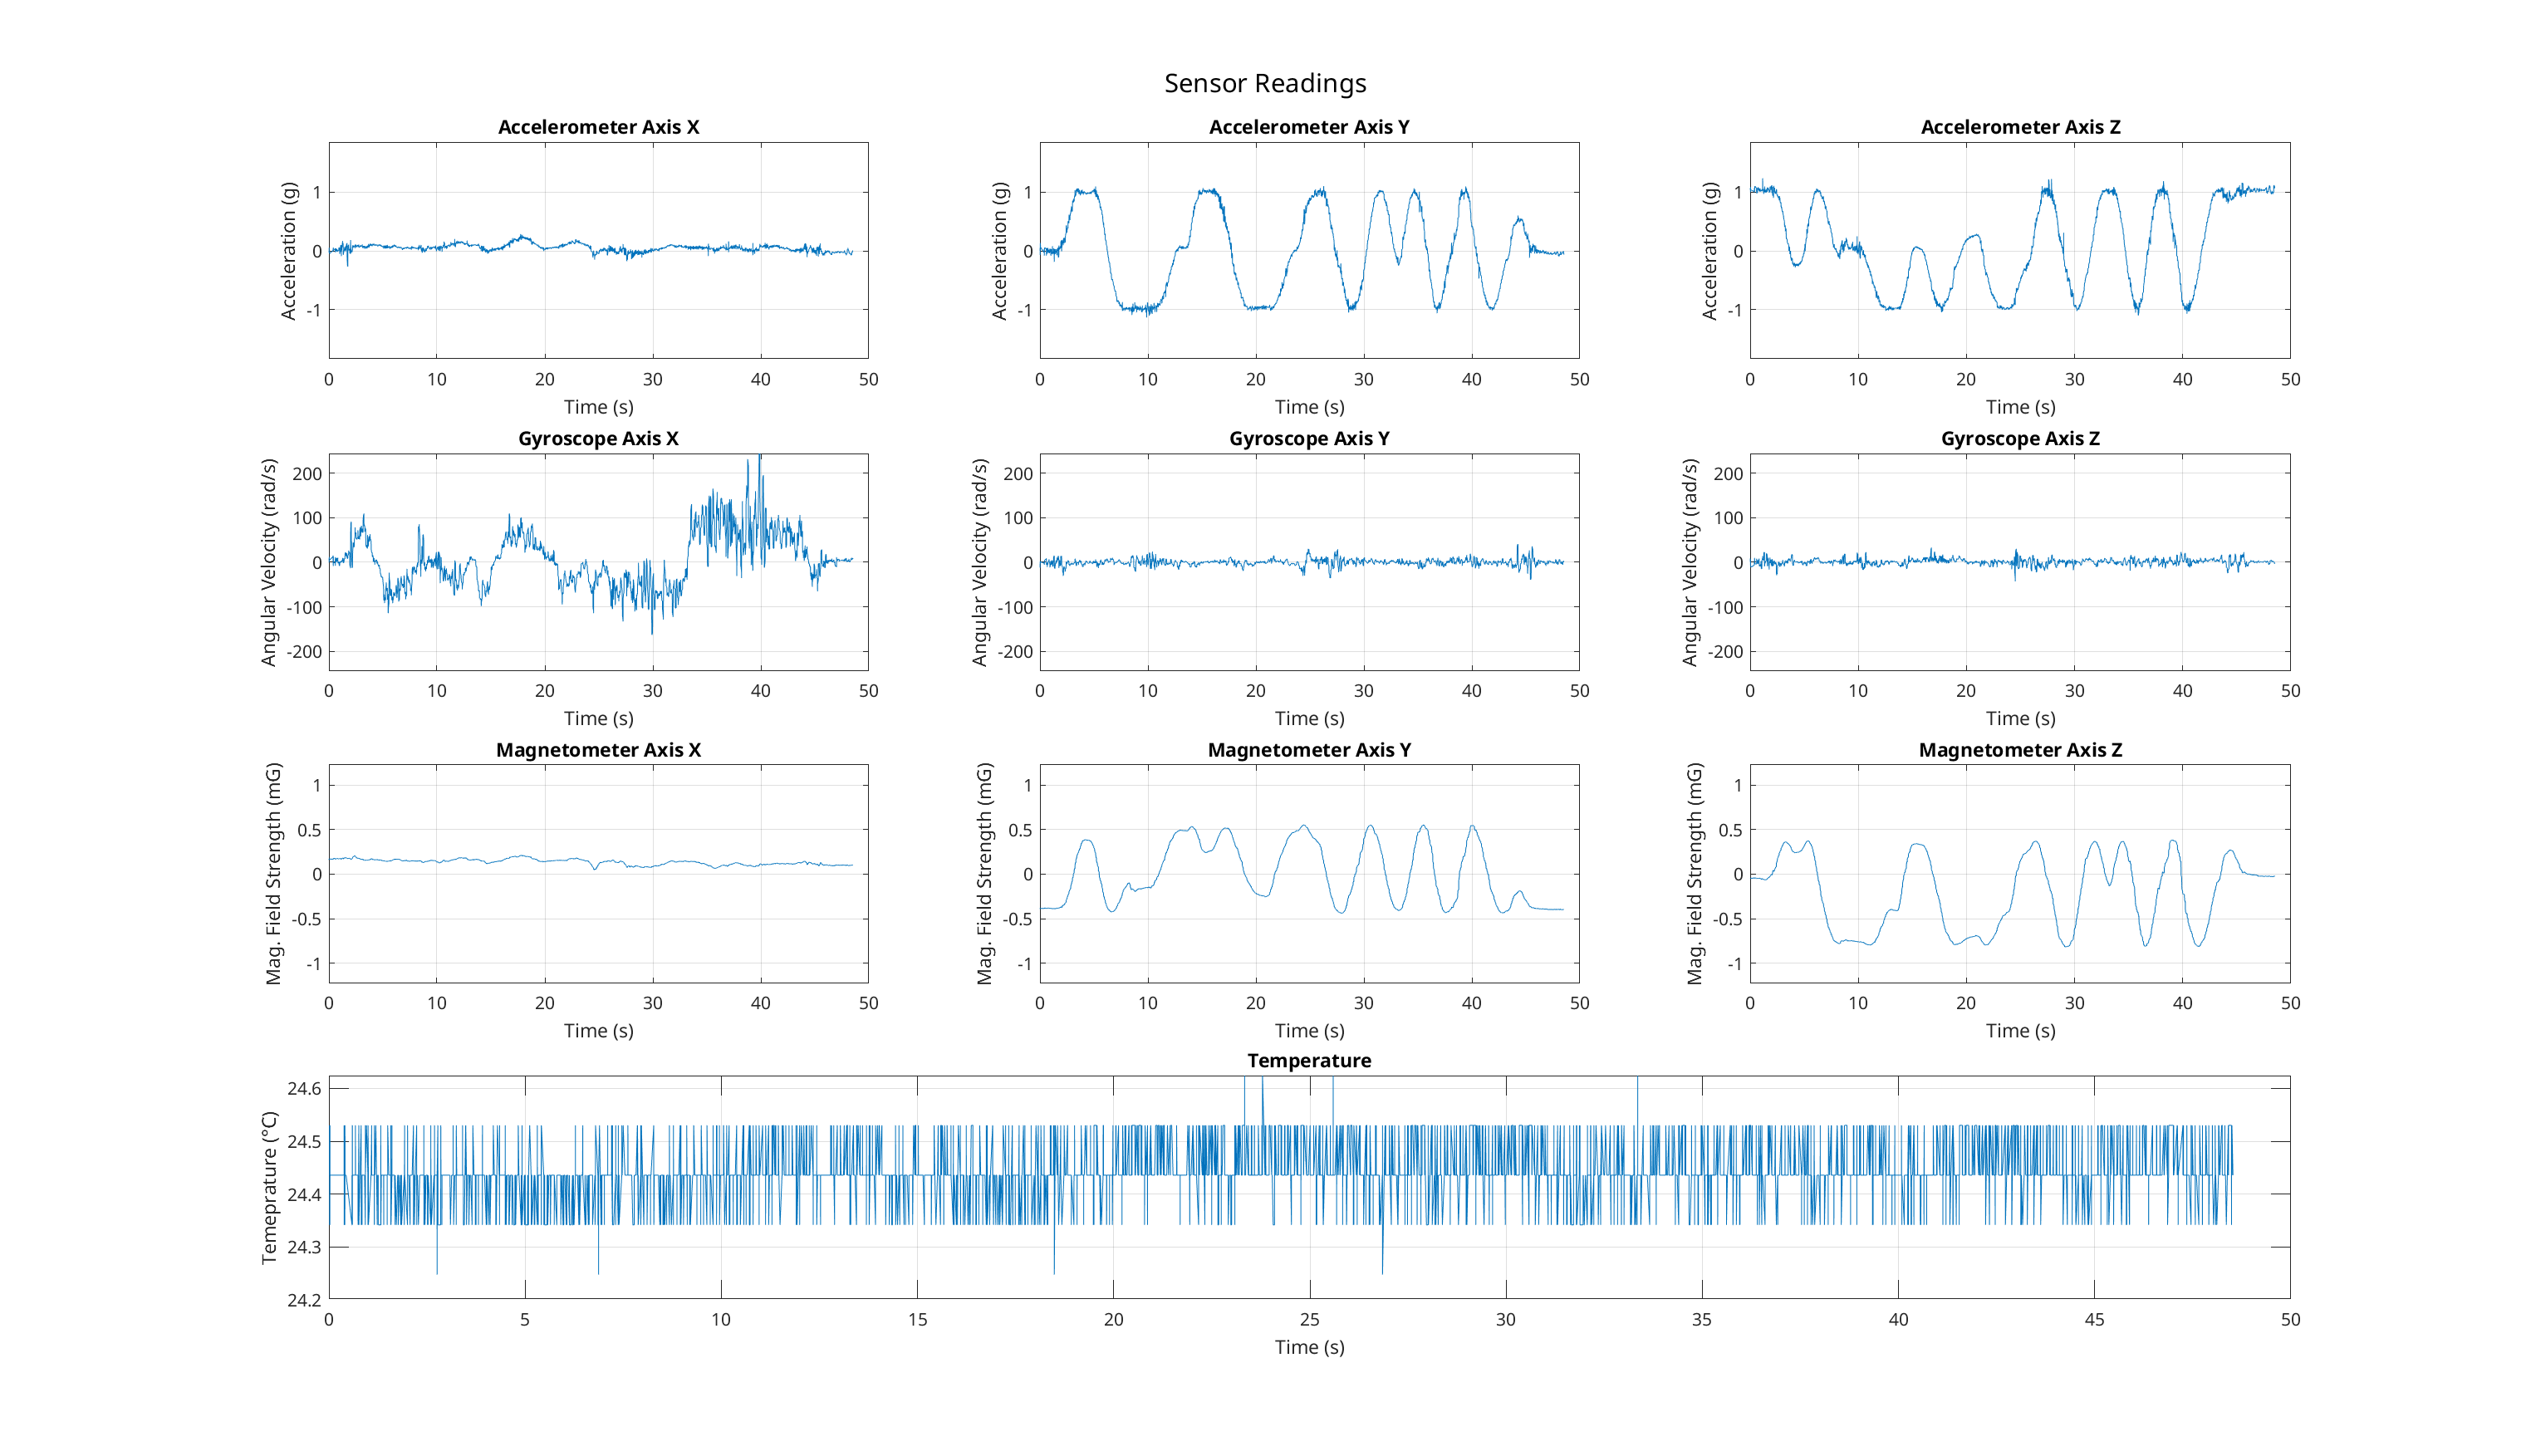 Sensor Readings
Accelerometer Axis X
Acceleration (g)
1
0
-1
0 10 20 30 40 50
Time (s)
Accelerometer Axis Y
Acceleration (g)
1
0
-1
0 10 20 30 40 50
Time (s)
Accelerometer Axis Z
Acceleration (g)
1
0
-1
0 10 20 30 40 50
Time (s)
Gyroscope Axis X
Angular Velocity (rad/s)
200
100
0
-100
-200
0 10 20 30 40 50
Time (s)
Gyroscope Axis Y
Angular Velocity (rad/s)
200
100
0
-100
-200
0 10 20 30 40 50
Time (s)
Gyroscope Axis Z
Angular Velocity (rad/s)
200
100
0
-100
-200
0 10 20 30 40 50
Time (s)
Magnetometer Axis X
Mag. Field Strength (mG)
1
0.5
0
-0.5
-1
0 10 20 30 40 50
Time (s)
Magnetometer Axis Y
Mag. Field Strength (mG)
1
0.5
0
-0.5
-1
0 10 20 30 40 50
Time (s)
Magnetometer Axis Z
Mag. Field Strength (mG)
1
0.5
0
-0.5
-1
0 10 20 30 40 50
Time (s)
Temperature
Temeprature (°C)
24.6
24.5
24.4
24.3
24.2
0 5 10 15 20 25 30 35 40 45 50
Time (s)